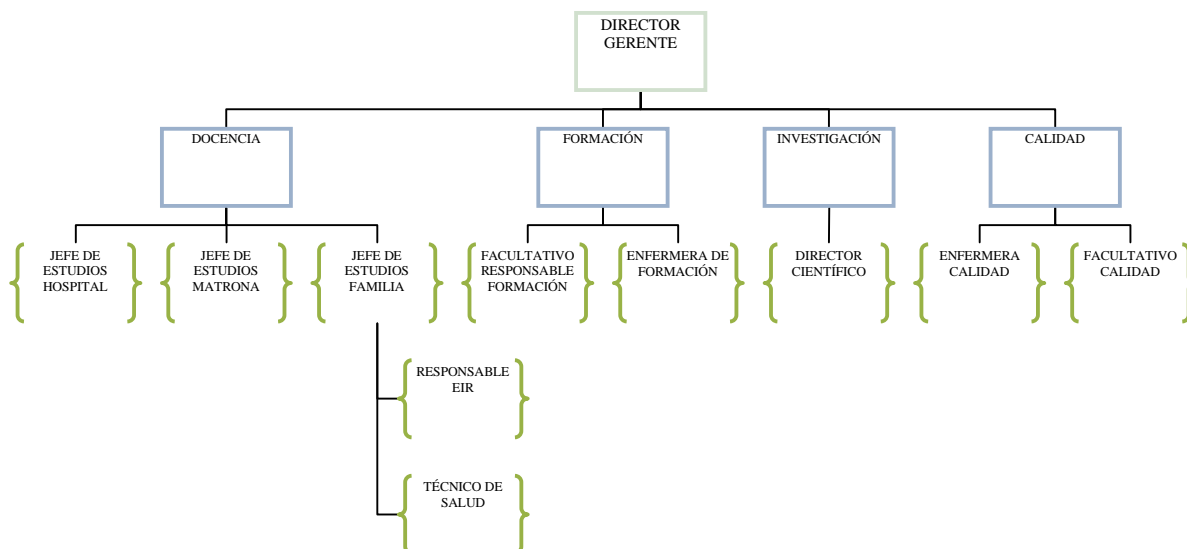 DIRECTOR
GERENTE
DOCENCIA
FORMACIÓN
INVESTIGACIÓN
CALIDAD
JEFE DE
ESTUDIOS
HOSPITAL
JEFE DE
ESTUDIOS
MATRONA
JEFE DE
ESTUDIOS
FAMILIA
FACULTATIVO
RESPONSABLE
FORMACIÓN
ENFERMERA DE
FORMACIÓN
DIRECTOR
CIENTÍFICO
ENFERMERA
CALIDAD
FACULTATIVO
CALIDAD
RESPONSABLE
EIR
TÉCNICO DE
SALUD